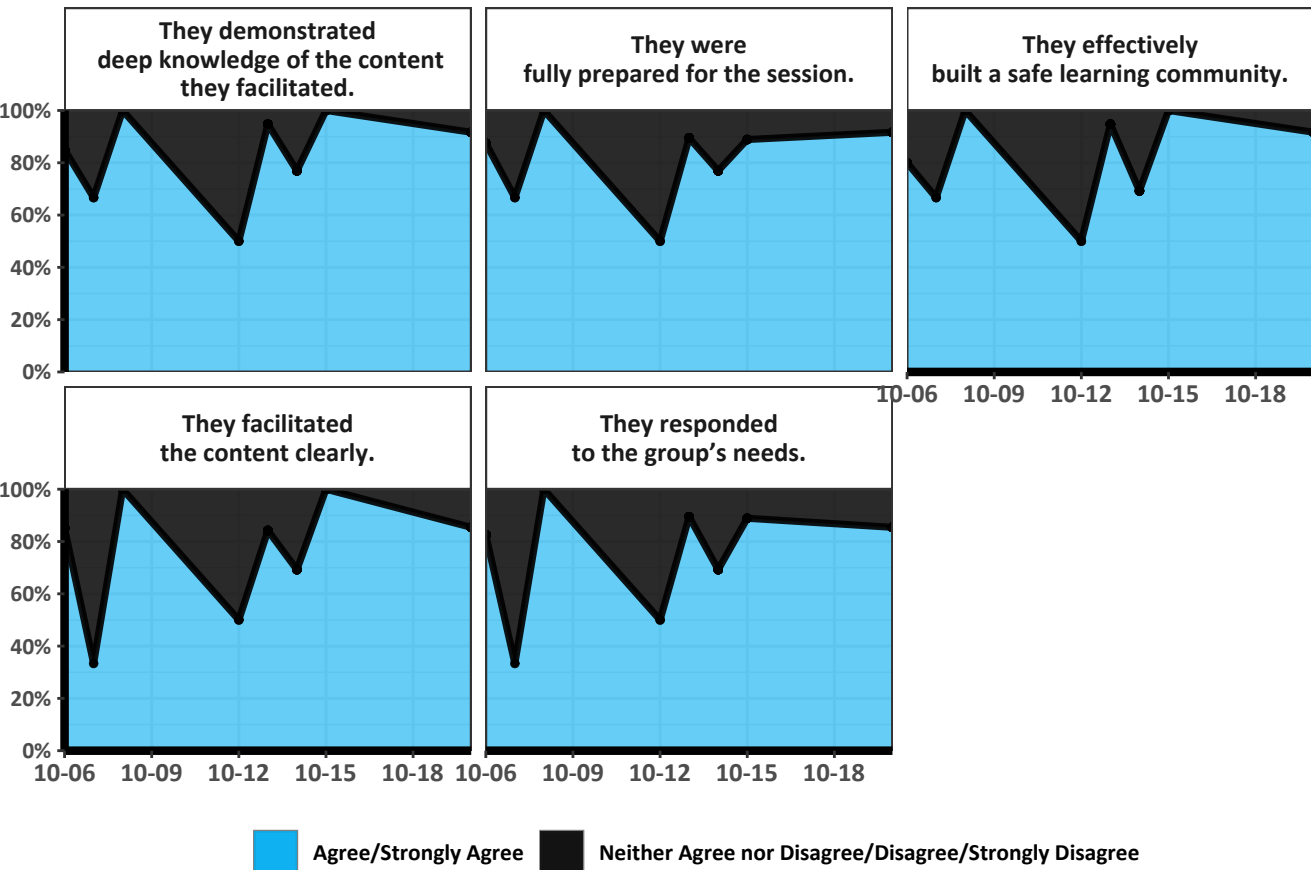 They demonstrated
deep knowledge of the content
they facilitated.
They were
fully prepared for the session.
They effectively
built a safe learning community.
100%
80%
60%
40%
20%
0%
10-06 10-09 10-12 10-15 10-18
They facilitated
the content clearly.
They responded
to the group’s needs.
100%
80%
60%
40%
20%
0%
10-06 10-09 10-12 10-15 10-18 10-06 10-09 10-12 10-15 10-18
Agree/Strongly Agree Neither Agree nor Disagree/Disagree/Strongly Disagree